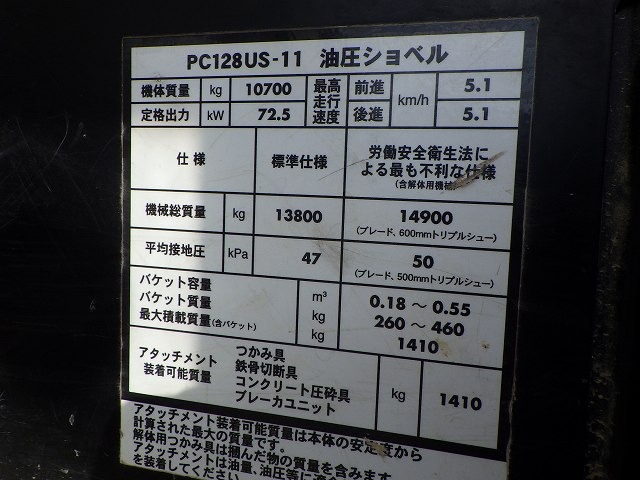 PC128US-11 油圧ショベル
機体質量 kg 10700 最高走行速度 前進 km/h 5.1
定格出力 kW 72.5 後進 5.1
仕様 標準仕様 労働安全衛生法に
よる最も不利な仕様
(含解体用機械)
機械総質量 kg 13800 14900
(ブレード、600mmトリプルシュー)
平均接地圧 kPa 47 50
(ブレード、500mmトリプルシュー)
バケット容量 m³ 0.18 ～ 0.55
バケット質量 kg 260 ～ 460
最大積載質量(含バケット) kg 1410
アタッチメント
装着可能質量
つかみ具
鉄骨切断具
コンクリート圧砕具
ブレーカユニット
kg 1410
アタッチメント装着可能質量は本体の安定度から
計算された最大の質量です。
解体用つかみ具は掴んだ物の質量を含みます
アタッチメントは油量、油圧等に適
を装着してください